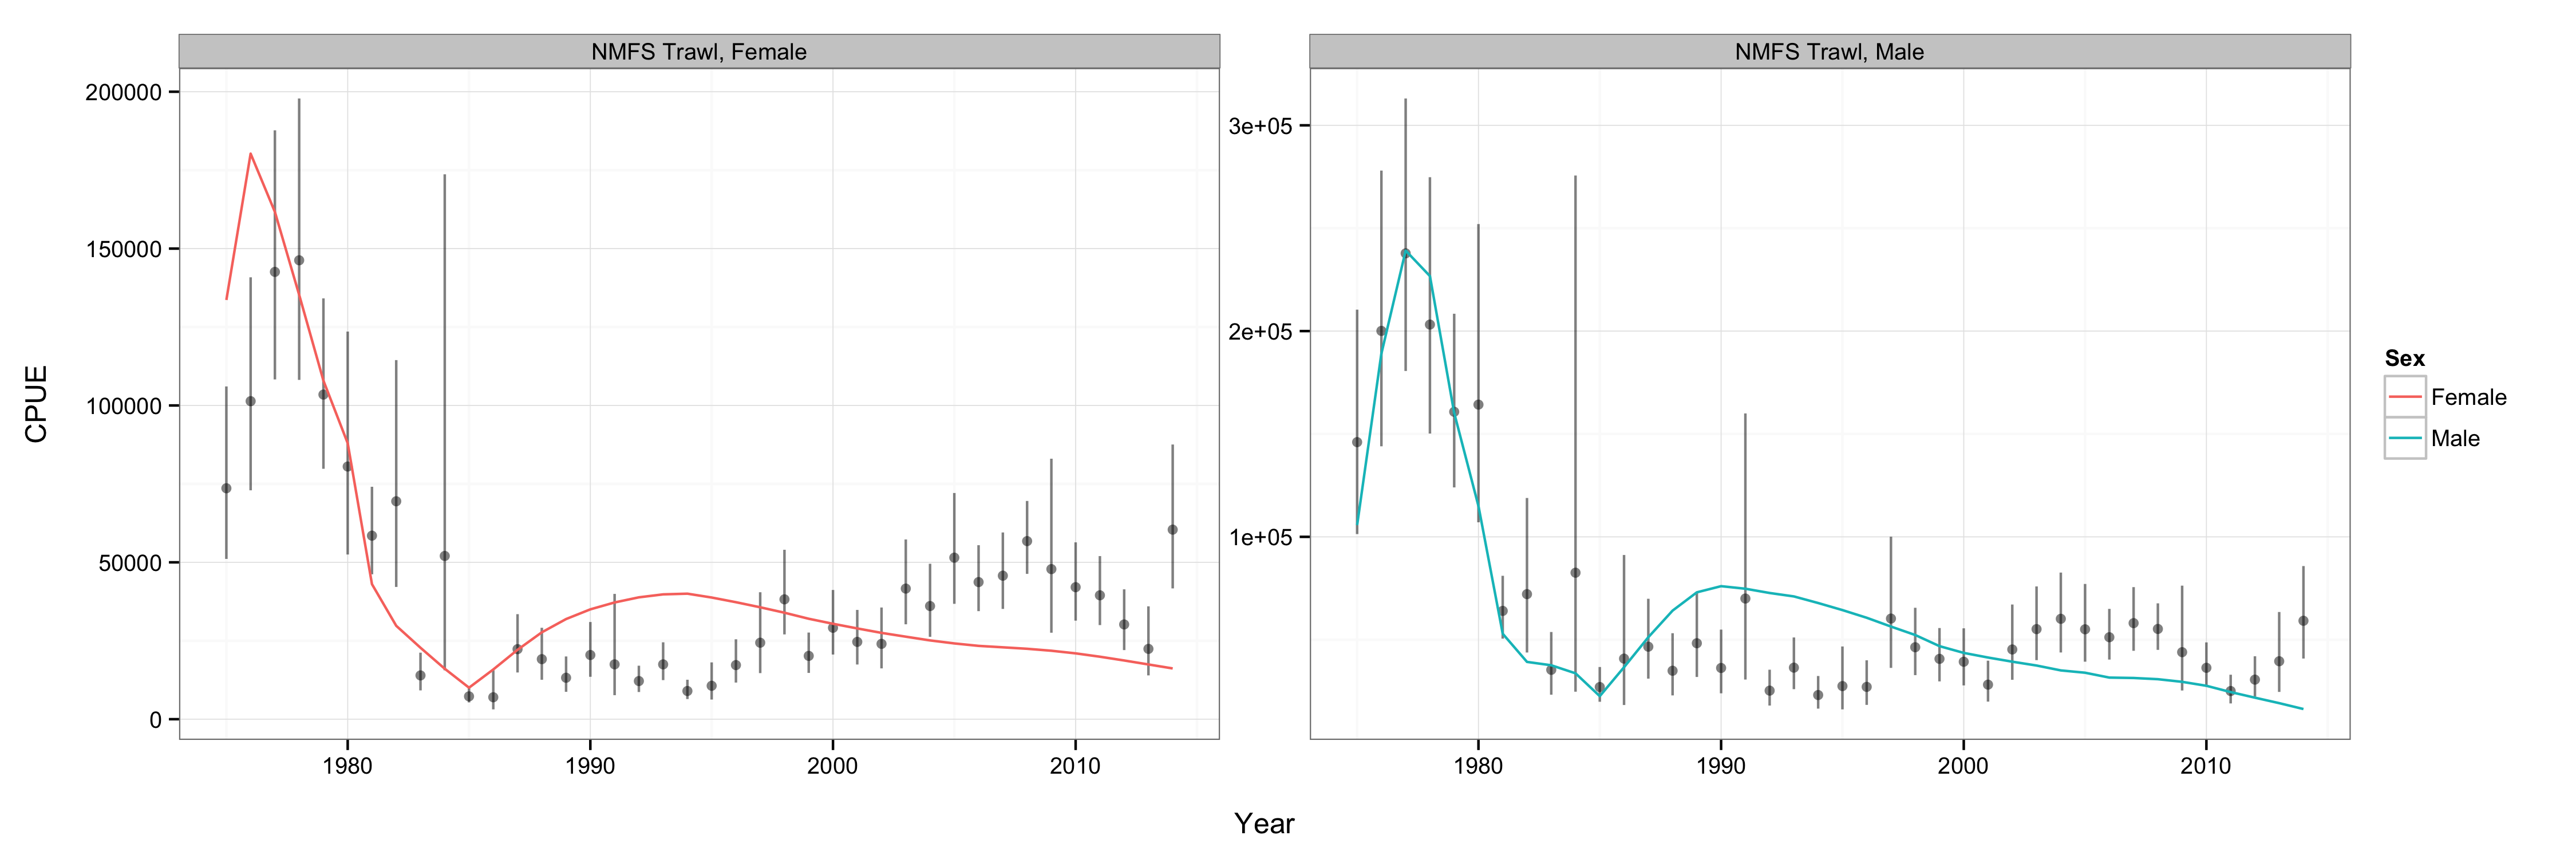 NMFS Trawl, Female
NMFS Trawl, Male
CPUE
200000
150000
100000
50000
0
3e+05
2e+05
1e+05
1980
1990
2000
2010
1980
1990
2000
2010
Year
Sex
Female
Male